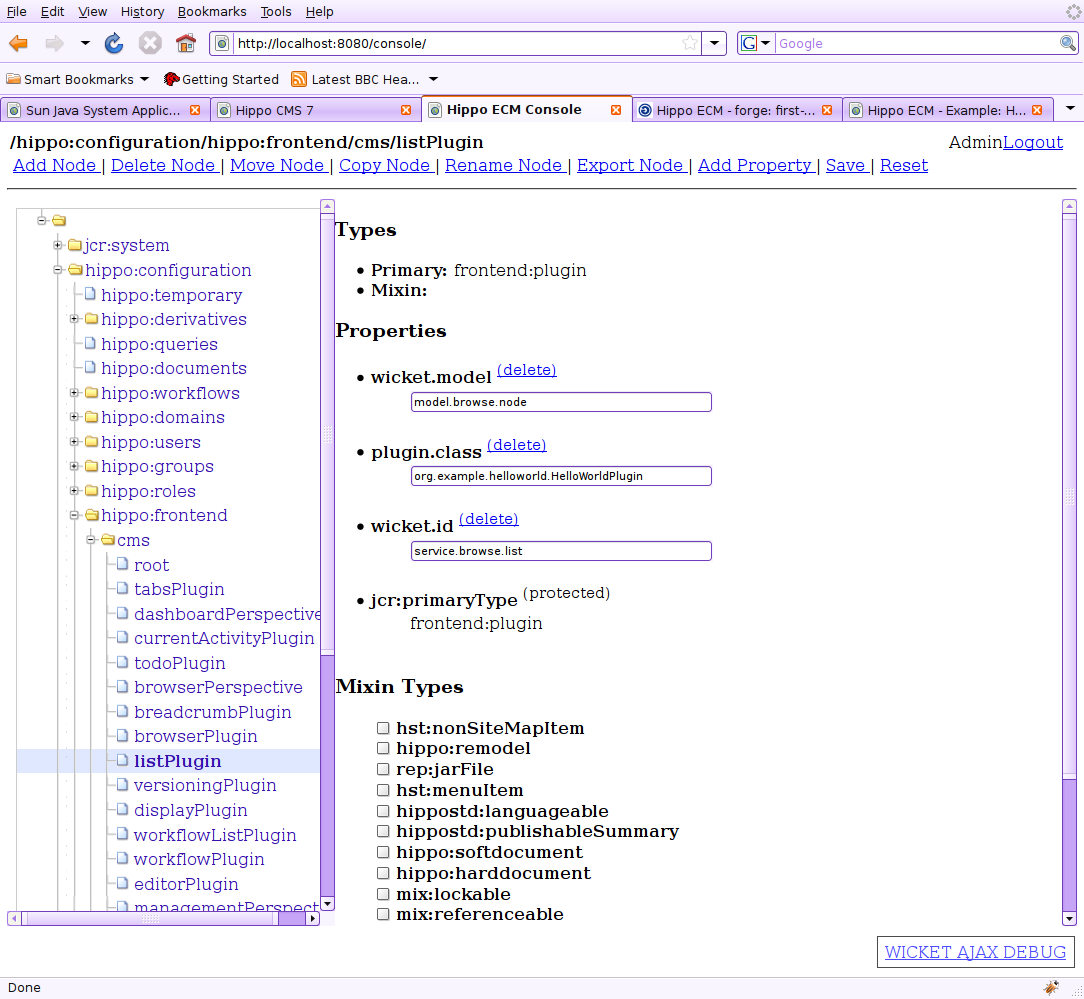 File Edit View History Bookmarks Tools Help
http://localhost:8080/console/
G Google
Smart Bookmarks Getting Started Latest BBC Hea...
Sun Java System Applic... Hippo CMS 7 Hippo ECM Console Hippo ECM - forge: first-... Hippo ECM - Example: H...
/hippo:configuration/hippo:frontend/cms/listPlugin AdminLogout
Add Node | Delete Node | Move Node | Copy Node | Rename Node | Export Node | Add Property | Save | Reset
jcr:system
hippo:configuration
hippo:temporary
hippo:derivatives
hippo:queries
hippo:documents
hippo:workflows
hippo:domains
hippo:users
hippo:groups
hippo:roles
hippo:frontend
cms
root
tabsPlugin
dashboardPerspective
currentActivityPlugin
todoPlugin
browserPerspective
breadcrumbPlugin
browserPlugin
listPlugin
versioningPlugin
displayPlugin
workflowListPlugin
workflowPlugin
editorPlugin
managementPerspect
Types
• Primary: frontend:plugin
• Mixin:
Properties
• wicket.model (delete)
model.browse.node
• plugin.class (delete)
org.example.helloworld.HelloWorldPlugin
• wicket.id (delete)
service.browse.list
• jcr:primaryType (protected)
frontend:plugin
Mixin Types
hst:nonSiteMapItem
hippo:remodel
rep:jarFile
hst:menuItem
hippostd:languageable
hippostd:publishableSummary
hippo:softdocument
hippo:harddocument
mix:lockable
mix:referenceable
WICKET AJAX DEBUG
Done